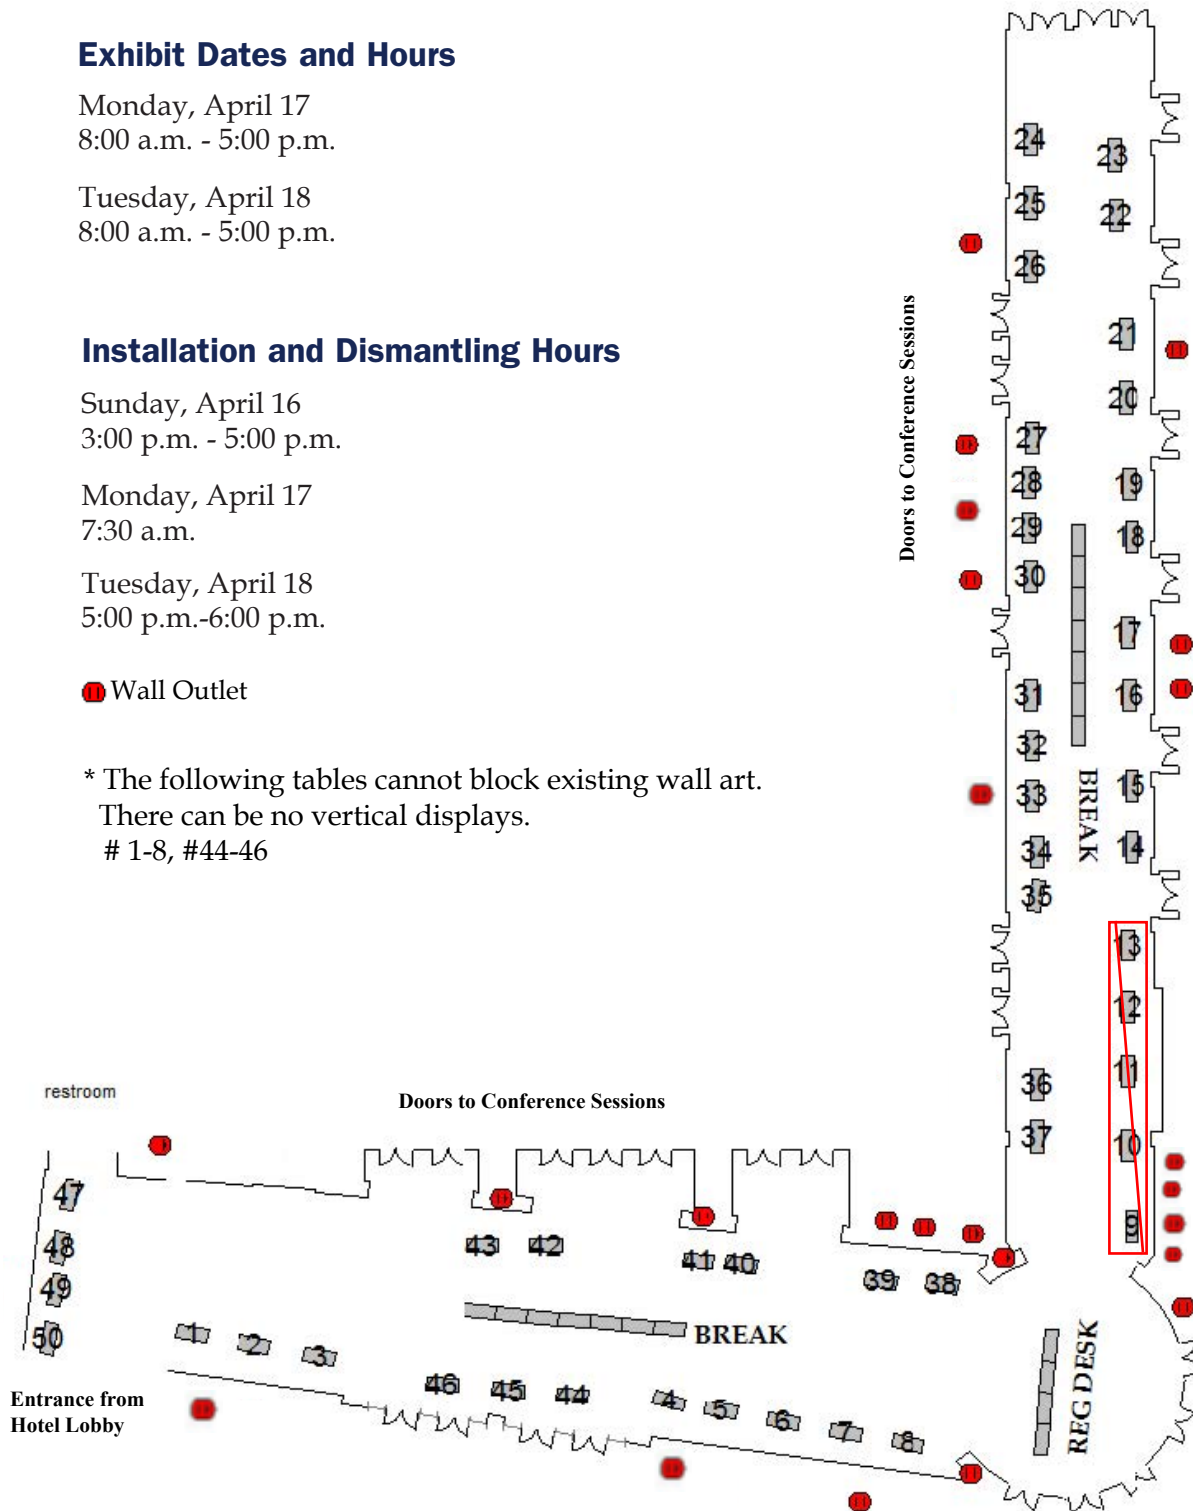 Exhibit Dates and Hours
Monday, April 17
8:00 a.m. - 5:00 p.m.
Tuesday, April 18
8:00 a.m. - 5:00 p.m.
Installation and Dismantling Hours
Sunday, April 16
3:00 p.m. - 5:00 p.m.
Monday, April 17
7:30 a.m.
Tuesday, April 18
5:00 p.m.-6:00 p.m.
Wall Outlet
* The following tables cannot block existing wall art.
There can be no vertical displays.
# 1-8, #44-46
24
23
25
22
26
21
20
Doors to Conference Sessions
27
28
19
29
18
30
17
31
16
32
BREAK
33
15
34
14
35
13
12
11
36
10
37
9
restroom
Doors to Conference Sessions
47
48
49
50
43
42
41
40
39
38
1
2
3
BREAK
46
45
44
4
5
6
7
8
REG DESK
Entrance from
Hotel Lobby